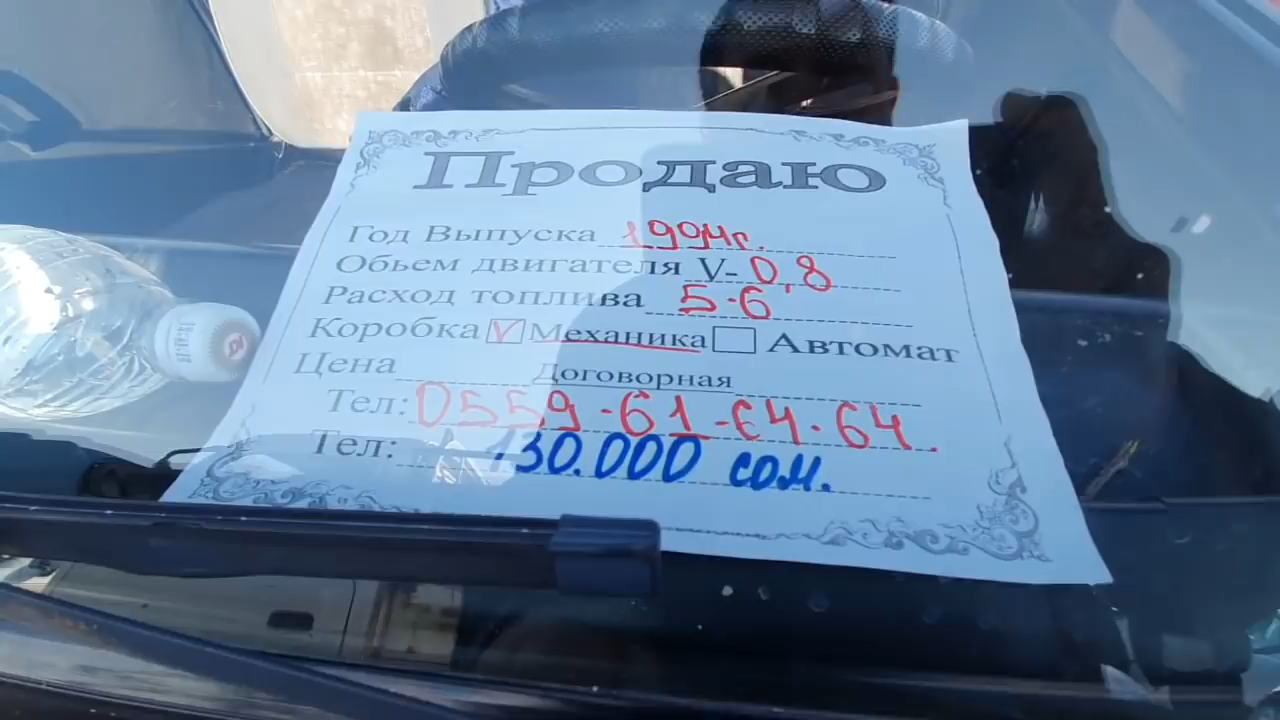 Продаю
Год Выпуска 1994г.
Обьем двигателя V- 0,8
Расход топлива 5-6
Коробка V Механика Автомат
Цена Договорная
Тел: 0559-61-64-64.
Тел: 130.000 сом.